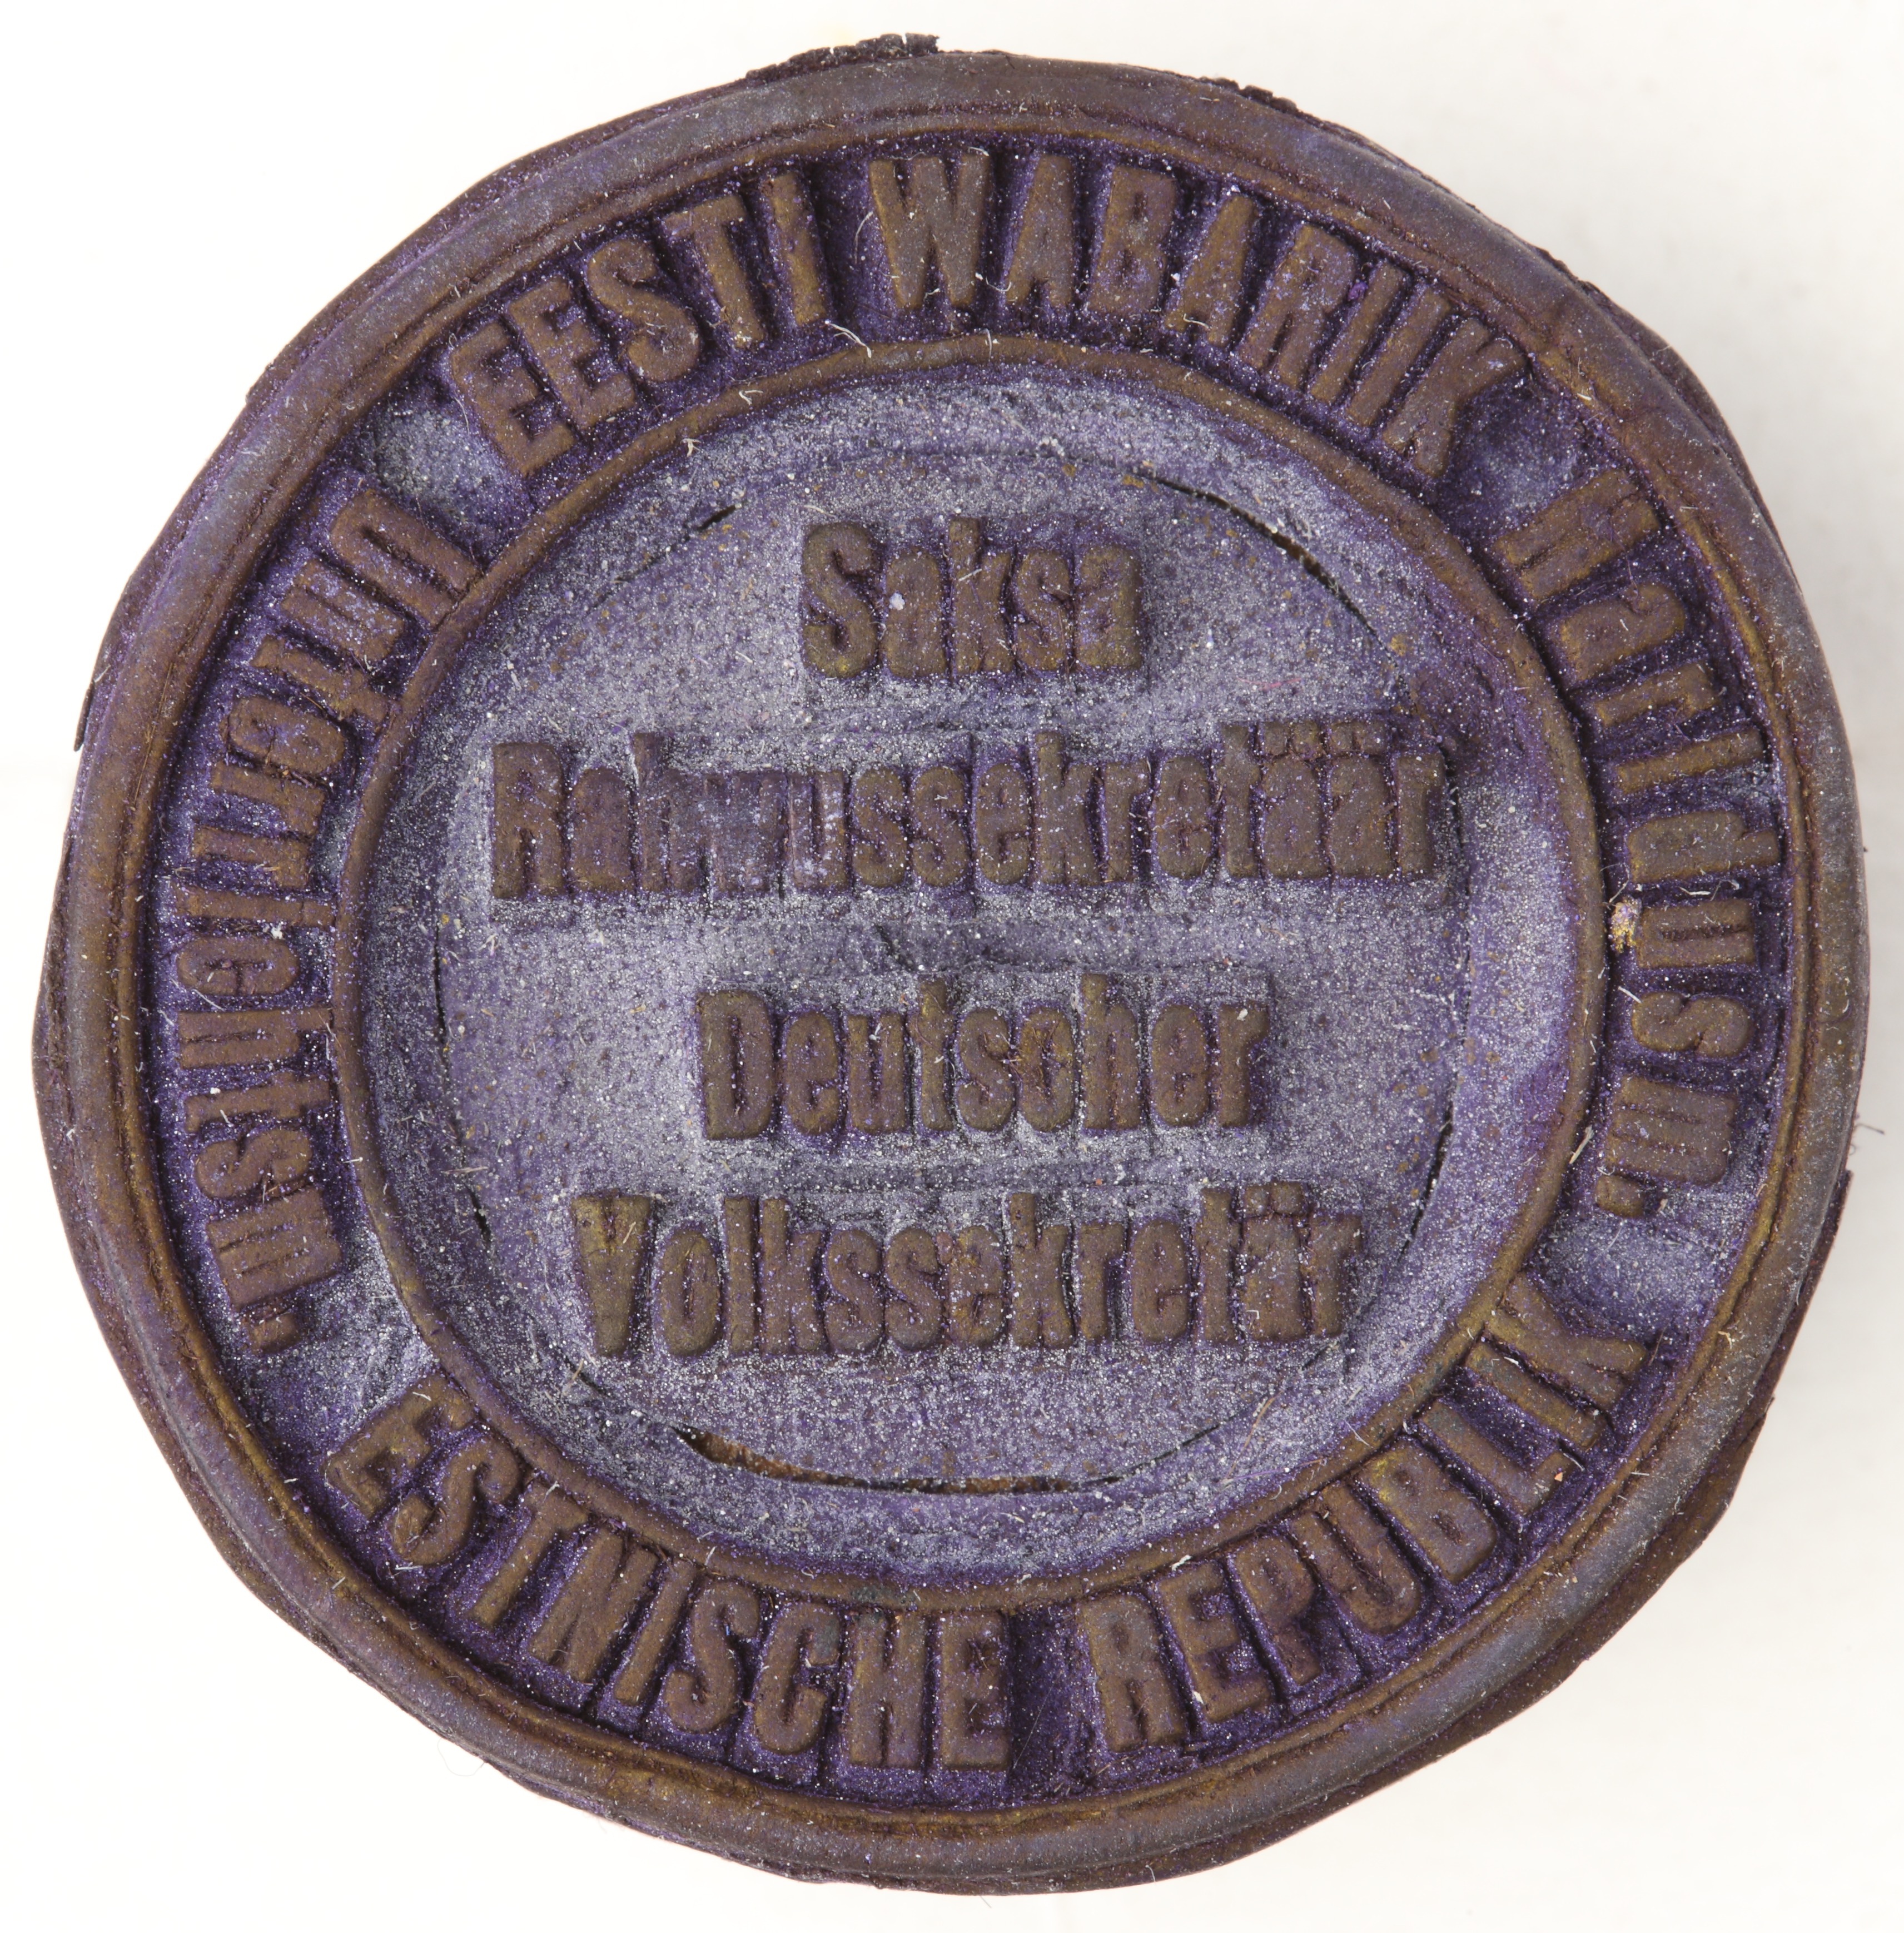 EESTI WABARIIK
Haridusm.
Saksa
Rahwussekretäär
Deutscher
Volkssekretär
Unterrichtsm.
ESTNISCHE REPUBLIK